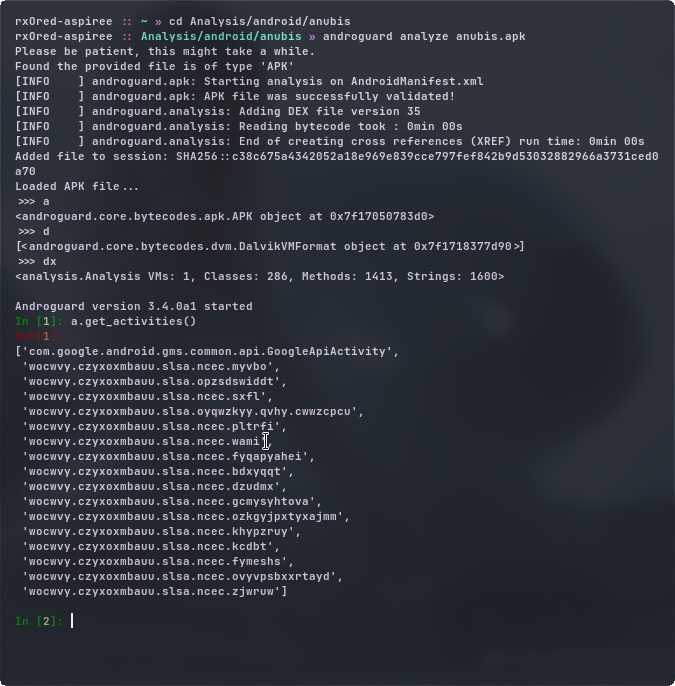 rxOred-aspiree :: ~ » cd Analysis/android/anubis
rxOred-aspiree :: Analysis/android/anubis » androguard analyze anubis.apk
Please be patient, this might take a while.
Found the provided file is of type 'APK'
[INFO    ] androguard.apk: Starting analysis on AndroidManifest.xml
[INFO    ] androguard.apk: APK file was successfully validated!
[INFO    ] androguard.analysis: Adding DEX file version 35
[INFO    ] androguard.analysis: Reading bytecode took : 0min 00s
[INFO    ] androguard.analysis: End of creating cross references (XREF) run time: 0min 00s
Added file to session: SHA256::c38c675a4342052a18e969e839cce797fef842b9d53032882966a3731ced0
a70
Loaded APK file...
>>> a
<androguard.core.bytecodes.apk.APK object at 0x7f17050783d0>
>>> d
[<androguard.core.bytecodes.dvm.DalvikVMFormat object at 0x7f1718377d90>]
>>> dx
<analysis.Analysis VMs: 1, Classes: 286, Methods: 1413, Strings: 1600>
Androguard version 3.4.0a1 started
In [1]: a.get_activities()
Out[1]:
['com.google.android.gms.common.api.GoogleApiActivity',
 'wocwvy.czyxoxmbauu.slsa.ncec.myvbo',
 'wocwvy.czyxoxmbauu.slsa.opzsdswiddt',
 'wocwvy.czyxoxmbauu.slsa.ncec.sxfl',
 'wocwvy.czyxoxmbauu.slsa.oyqwzkyy.qvhy.cwwzcpcu',
 'wocwvy.czyxoxmbauu.slsa.ncec.pltrfi',
 'wocwvy.czyxoxmbauu.slsa.ncec.wami',
 'wocwvy.czyxoxmbauu.slsa.ncec.fyqapyahei',
 'wocwvy.czyxoxmbauu.slsa.ncec.bdxyqqt',
 'wocwvy.czyxoxmbauu.slsa.ncec.dzudmx',
 'wocwvy.czyxoxmbauu.slsa.ncec.gcmysyhtova',
 'wocwvy.czyxoxmbauu.slsa.ncec.ozkgyjpxtyxajmm',
 'wocwvy.czyxoxmbauu.slsa.ncec.khypzruy',
 'wocwvy.czyxoxmbauu.slsa.ncec.kcdbt',
 'wocwvy.czyxoxmbauu.slsa.ncec.fymeshs',
 'wocwvy.czyxoxmbauu.slsa.ncec.ovyvpsbxxrtayd',
 'wocwvy.czyxoxmbauu.slsa.ncec.zjwruw']
In [2]: